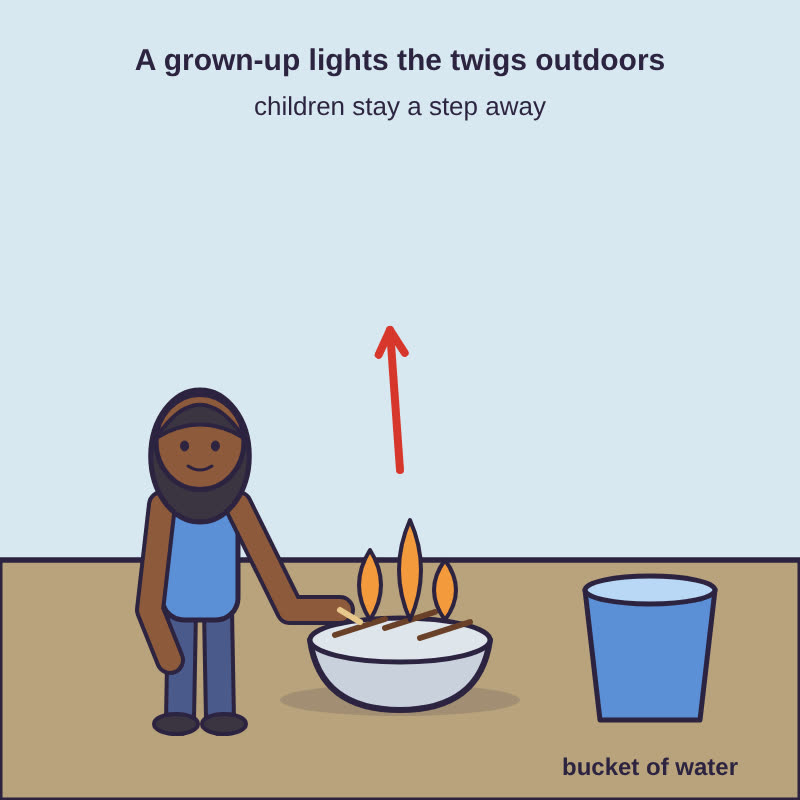 A grown-up lights the twigs outdoors
children stay a step away
bucket of water